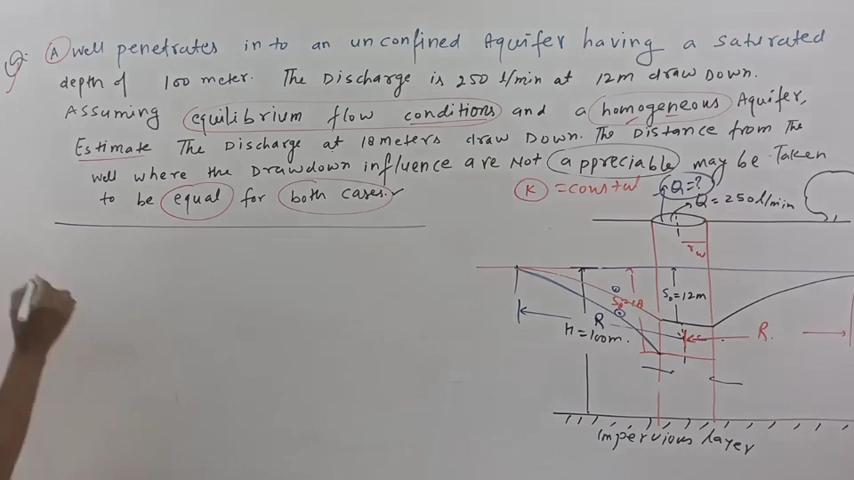 Q: A well penetrates in to an unconfined Aquifer having a saturated
depth of 100 meter. The Discharge is 250 l/min at 12m draw Down.
Assuming equilibrium flow conditions and a homogeneous Aquifer,
Estimate The Discharge at 18 meters draw Down. The Distance from The
well where the Drawdown influence are Not appreciable may be Taken
to be equal for both cases.
K = constant
Q = ?
Q = 250 l/min
rw
S₀ = 12m
R
H = 100m.
R.
Impervious layer